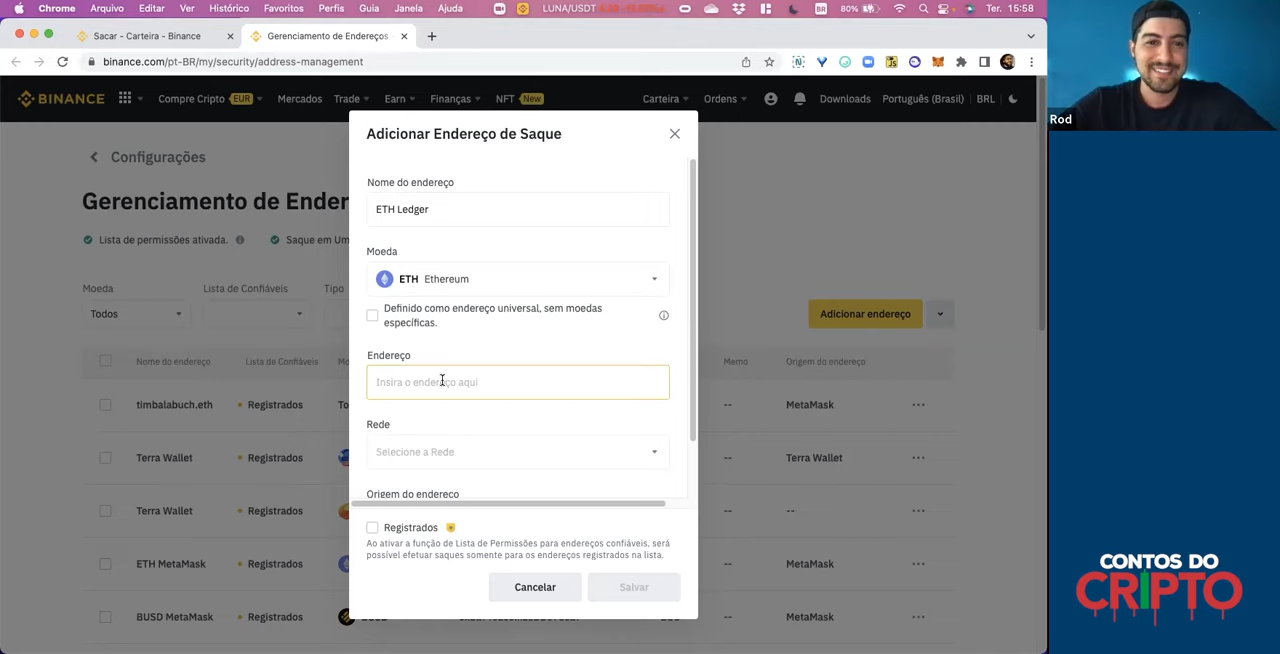 Chrome Arquivo Editar Ver Histórico Favoritos Perfis Guia Janela Ajuda LUNA/USDT BR 80% Ter. 15:58
Sacar - Carteira - Binance
Gerenciamento de Endereços
binance.com/pt-BR/my/security/address-management
BINANCE Compre Cripto EUR Mercados Trade Earn Finanças NFT New Carteira Ordens Downloads Português (Brasil) BRL
Rod
Configurações
Gerenciamento de Ender
Lista de permissões ativada. Saque em Um
Moeda Lista de Confiáveis Tipo
Todos
Adicionar endereço
Nome do endereço Lista de Confiáveis Mo Memo Origem do endereço
timbalabuch.eth Registrados To -- MetaMask
Terra Wallet Registrados -- Terra Wallet
Terra Wallet Registrados -- --
ETH MetaMask Registrados -- MetaMask
BUSD MetaMask Registrados -- MetaMask
Adicionar Endereço de Saque
Nome do endereço
ETH Ledger
Moeda
ETH Ethereum
Definido como endereço universal, sem moedas
específicas.
Endereço
Insira o endereço aqui
Rede
Selecione a Rede
Origem do endereço
Registrados
Ao ativar a função de Lista de Permissões para endereços confiáveis, será
possível efetuar saques somente para os endereços registrados na lista.
Cancelar Salvar
CONTOS DO
CRIPTO